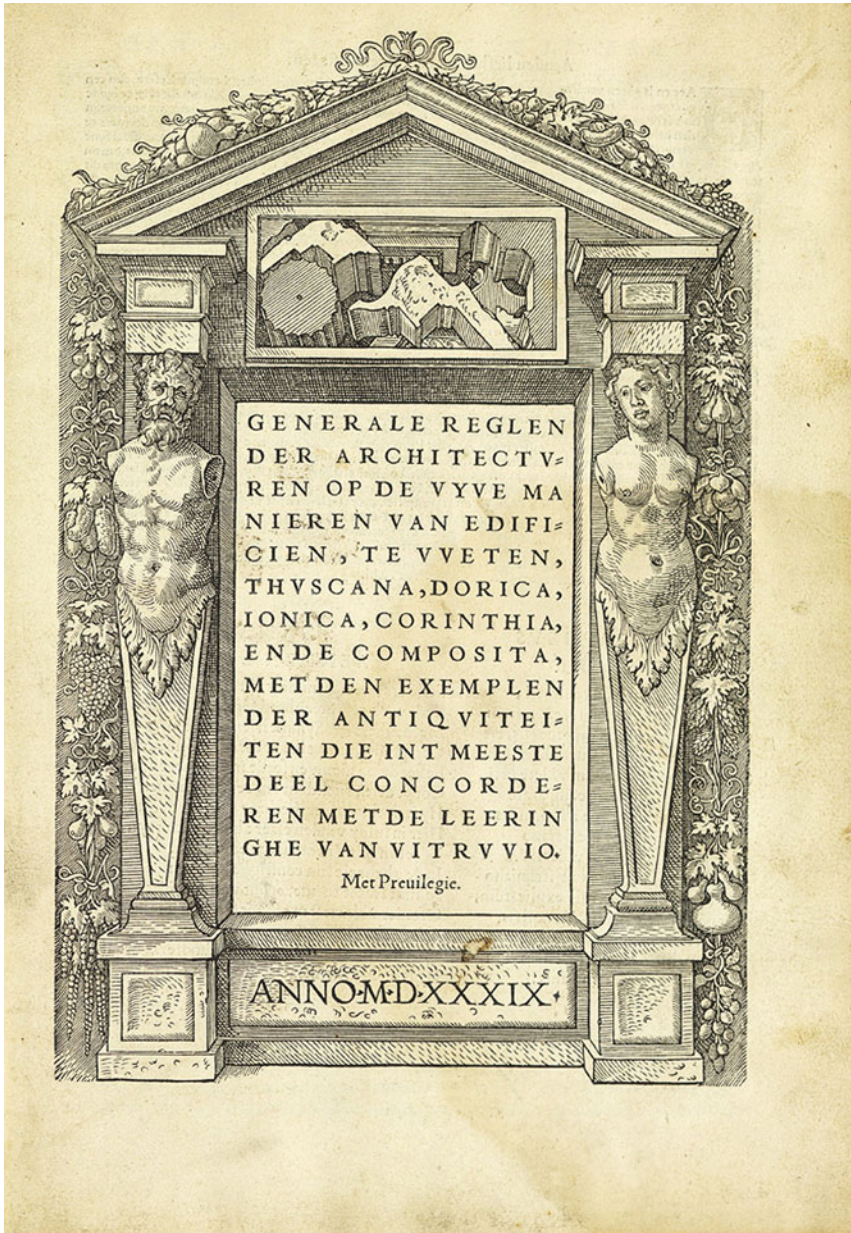 GENERALE REGLEN
DER ARCHITECTV=
REN OP DE VYVE MA
NIEREN VAN EDIFI=
CIEN, TE VVETEN,
THVSCANA, DORICA,
IONICA, CORINTHIA,
ENDE COMPOSITA,
MET DEN EXEMPLEN
DER ANTIQVITEI=
TEN DIE INT MEESTE
DEEL CONCORDE=
REN METDE LEERIN
GHE VAN VITRVVIO.
Met Preuilegie.
ANNO·M·D·XXXIX·